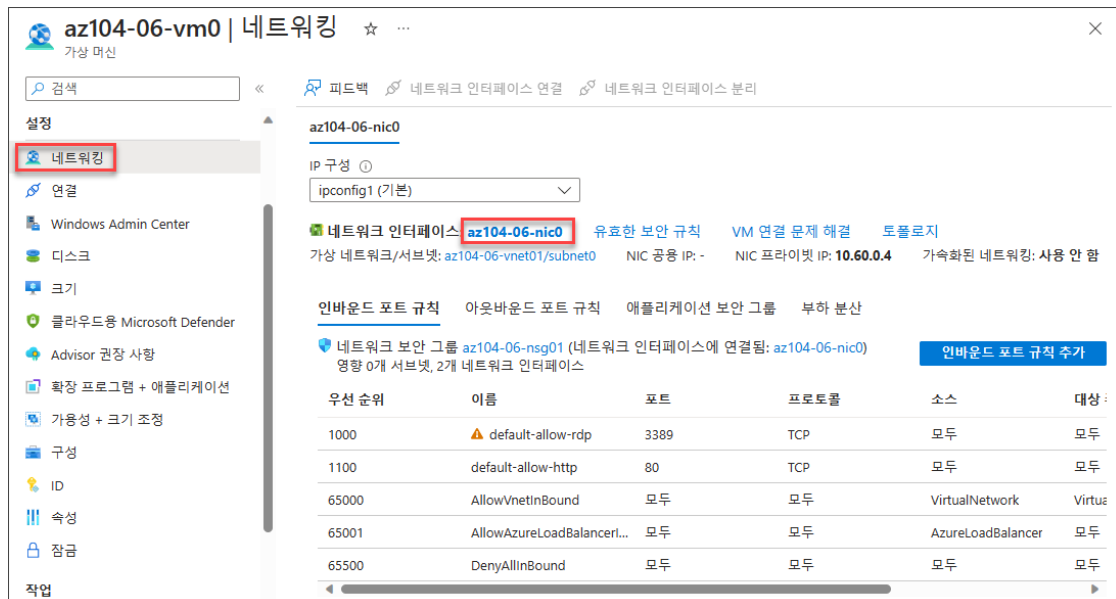 az104-06-vm0 | 네트워킹
가상 머신
검색
피드백 네트워크 인터페이스 연결 네트워크 인터페이스 분리
설정
네트워킹
연결
Windows Admin Center
디스크
크기
클라우드용 Microsoft Defender
Advisor 권장 사항
확장 프로그램 + 애플리케이션
가용성 + 크기 조정
구성
ID
속성
잠금
작업
az104-06-nic0
IP 구성
ipconfig1 (기본)
네트워크 인터페이스 az104-06-nic0 유효한 보안 규칙 VM 연결 문제 해결 토폴로지
가상 네트워크/서브넷: az104-06-vnet01/subnet0 NIC 공용 IP: - NIC 프라이빗 IP: 10.60.0.4 가속화된 네트워킹: 사용 안 함
인바운드 포트 규칙 아웃바운드 포트 규칙 애플리케이션 보안 그룹 부하 분산
네트워크 보안 그룹 az104-06-nsg01 (네트워크 인터페이스에 연결됨: az104-06-nic0)
영향 0개 서브넷, 2개 네트워크 인터페이스
인바운드 포트 규칙 추가
우선 순위 이름 포트 프로토콜 소스 대상
1000 default-allow-rdp 3389 TCP 모두 모두
1100 default-allow-http 80 TCP 모두 모두
65000 AllowVnetInBound 모두 모두 VirtualNetwork Virtua
65001 AllowAzureLoadBalancerI... 모두 모두 AzureLoadBalancer 모두
65500 DenyAllInBound 모두 모두 모두 모두